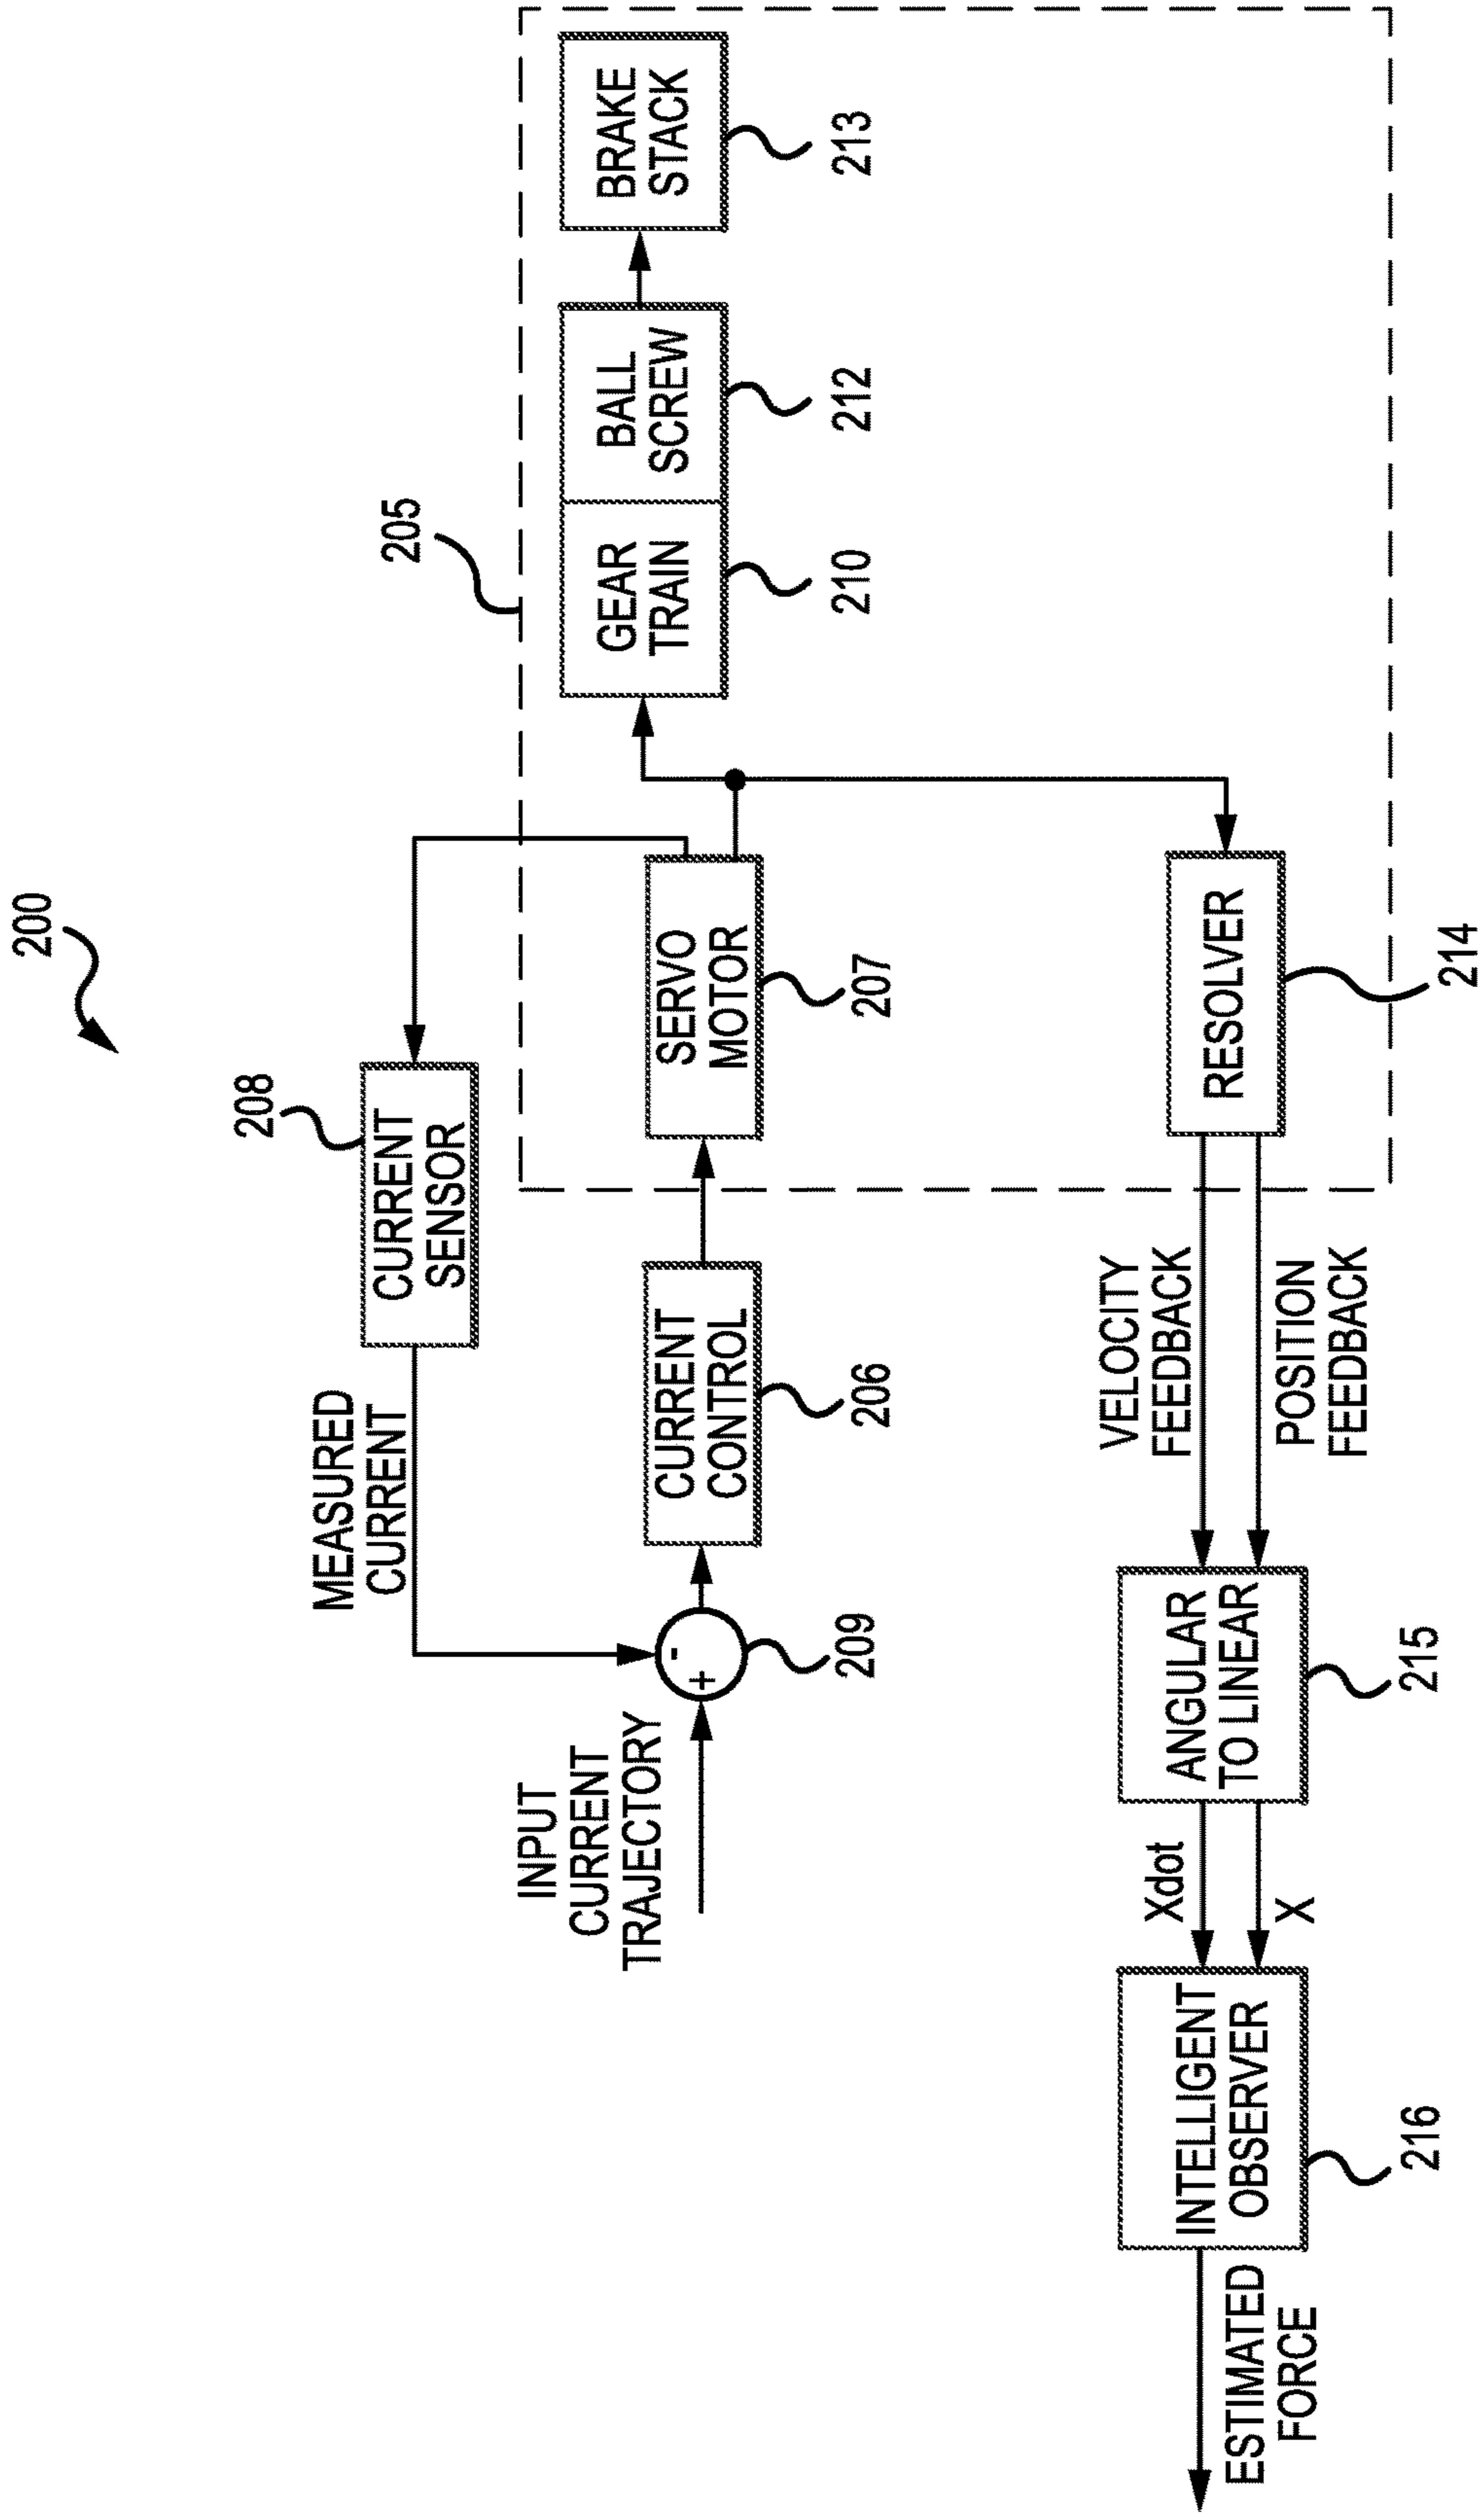 200
208
CURRENT
SENSOR
MEASURED
CURRENT
205
INPUT
CURRENT
TRAJECTORY
209
CURRENT
CONTROL
206
SERVO
MOTOR
207
GEAR
TRAIN
210
BALL
SCREW
212
BRAKE
STACK
213
ESTIMATED
FORCE
INTELLIGENT
OBSERVER
216
Xdot
X
ANGULAR
TO LINEAR
215
VELOCITY
FEEDBACK
POSITION
FEEDBACK
RESOLVER
214
+
-